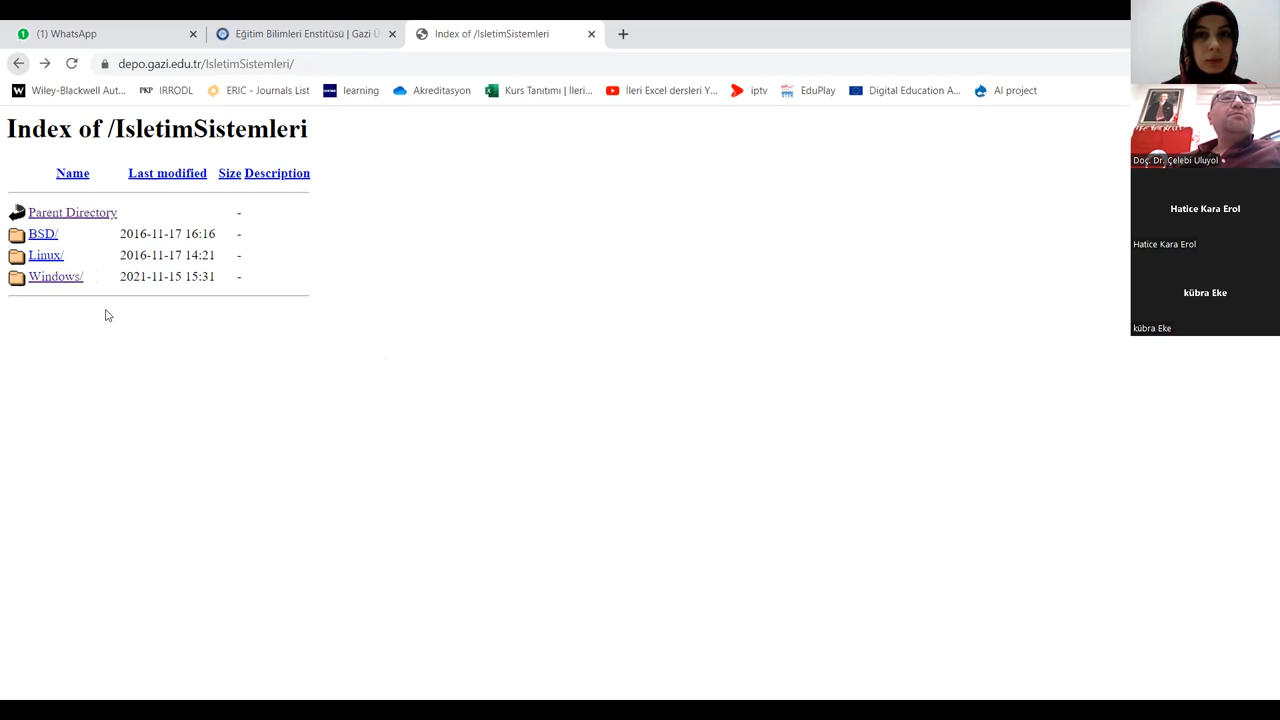 (1) WhatsApp
Eğitim Bilimleri Enstitüsü | Gazi Ü
Index of /IsletimSistemleri
depo.gazi.edu.tr/IsletimSistemleri/
Wiley-Blackwell Aut...
PKP IRRODL
ERIC - Journals List
learning
Akreditasyon
Kurs Tanıtımı | İleri...
İleri Excel dersleri Y...
iptv
EduPlay
Digital Education A...
AI project
Index of /IsletimSistemleri
Name Last modified Size Description
Parent Directory -
BSD/ 2016-11-17 16:16 -
Linux/ 2016-11-17 14:21 -
Windows/ 2021-11-15 15:31 -
Doç. Dr. Çelebi Uluyol
Hatice Kara Erol
Hatice Kara Erol
kübra Eke
kübra Eke